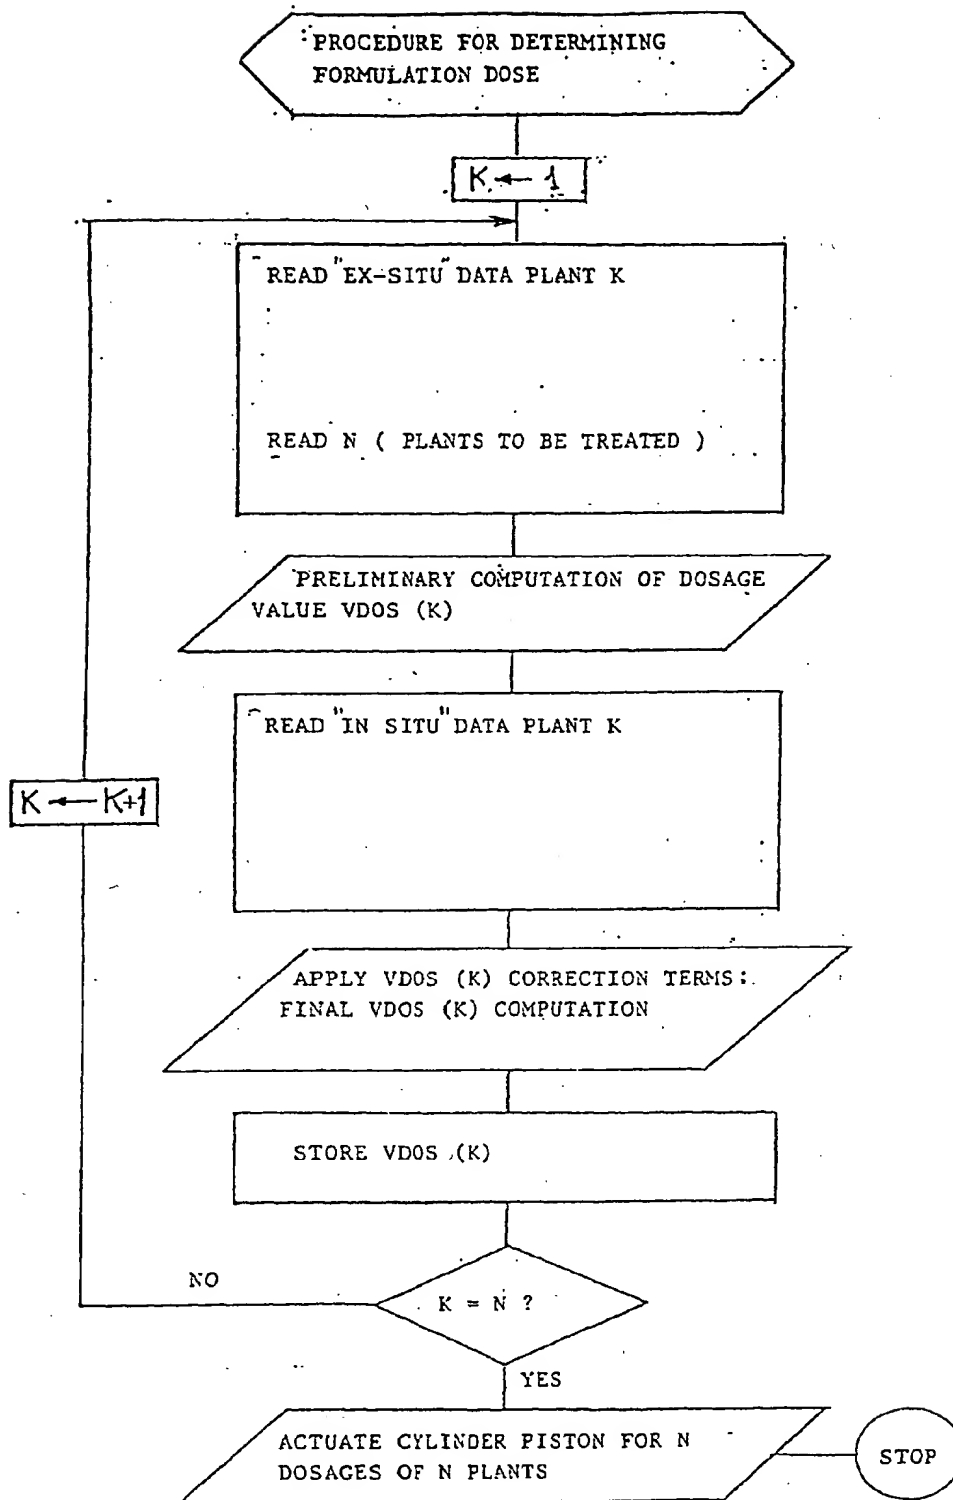 PROCEDURE FOR DETERMINING
FORMULATION DOSE
K ← 1
READ "EX-SITU" DATA PLANT K
READ N ( PLANTS TO BE TREATED )
PRELIMINARY COMPUTATION OF DOSAGE
VALUE VDOS (K)
READ "IN SITU" DATA PLANT K
K ← K+1
APPLY VDOS (K) CORRECTION TERMS:
FINAL VDOS (K) COMPUTATION
STORE VDOS (K)
NO
K = N ?
YES
ACTUATE CYLINDER PISTON FOR N
DOSAGES OF N PLANTS
STOP